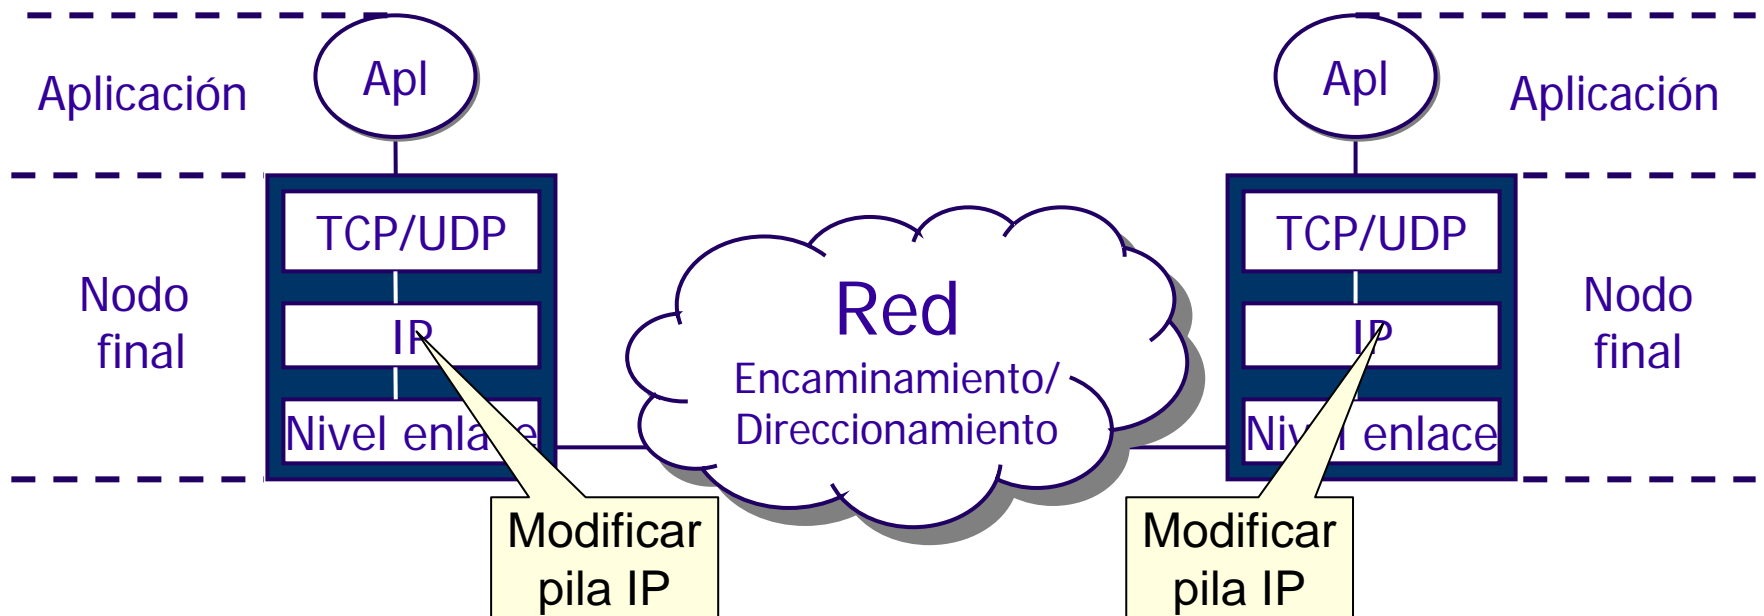 Aplicación
Apl
Apl
Aplicación
Nodo
final
TCP/UDP
IP
Nivel enlace
Red
Encaminamiento/
Direccionamiento
TCP/UDP
IP
Nivel enlace
Nodo
final
Modificar
pila IP
Modificar
pila IP